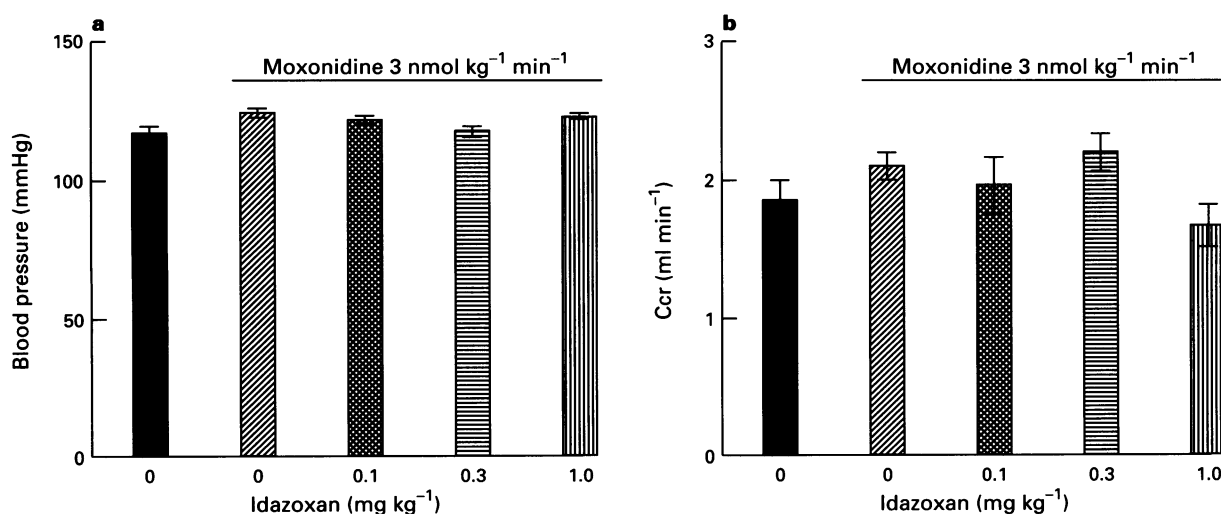 a
Moxonidine 3 nmol kg⁻¹ min⁻¹
150
100
50
0
Blood pressure (mmHg)
0 0 0.1 0.3 1.0
Idazoxan (mg kg⁻¹)
b
Moxonidine 3 nmol kg⁻¹ min⁻¹
3
2
1
0
Ccr (ml min⁻¹)
0 0 0.1 0.3 1.0
Idazoxan (mg kg⁻¹)